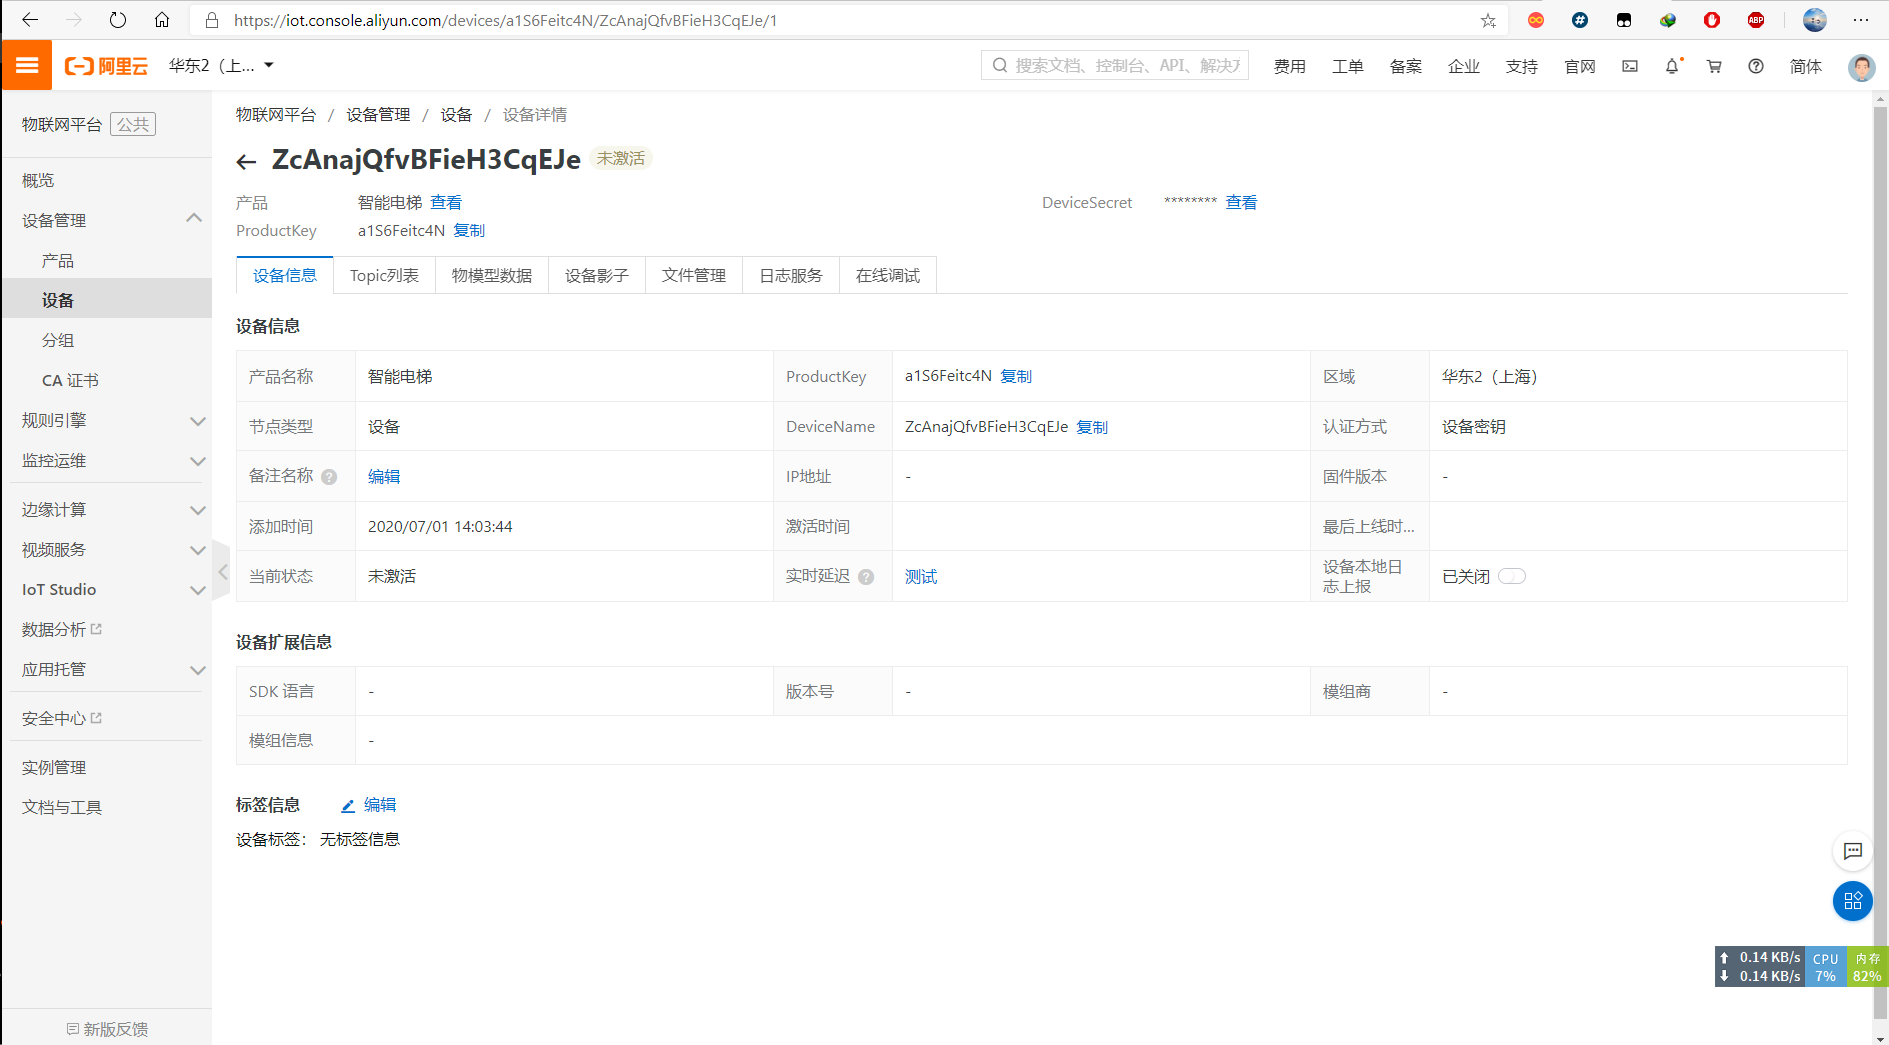 https://iot.console.aliyun.com/devices/a1S6Feitc4N/ZcAnajQfvBFieH3CqEJe/1
ABP
阿里云 华东2（上... 搜索文档、控制台、API、解决方 费用 工单 备案 企业 支持 官网 简体
物联网平台 公共
概览
设备管理
产品
设备
分组
CA 证书
规则引擎
监控运维
边缘计算
视频服务
IoT Studio
数据分析
应用托管
安全中心
实例管理
文档与工具
新版反馈
物联网平台 / 设备管理 / 设备 / 设备详情
ZcAnajQfvBFieH3CqEJe 未激活
产品 智能电梯 查看 DeviceSecret ******** 查看
ProductKey a1S6Feitc4N 复制
设备信息 Topic列表 物模型数据 设备影子 文件管理 日志服务 在线调试
设备信息
产品名称 智能电梯 ProductKey a1S6Feitc4N 复制 区域 华东2（上海）
节点类型 设备 DeviceName ZcAnajQfvBFieH3CqEJe 复制 认证方式 设备密钥
备注名称 ? 编辑 IP地址 - 固件版本 -
添加时间 2020/07/01 14:03:44 激活时间 最后上线时...
当前状态 未激活 实时延迟 ? 测试 设备本地日志上报 已关闭
设备扩展信息
SDK 语言 - 版本号 - 模组商 -
模组信息 -
标签信息 编辑
设备标签： 无标签信息
0.14 KB/s CPU 内存
0.14 KB/s 7% 82%